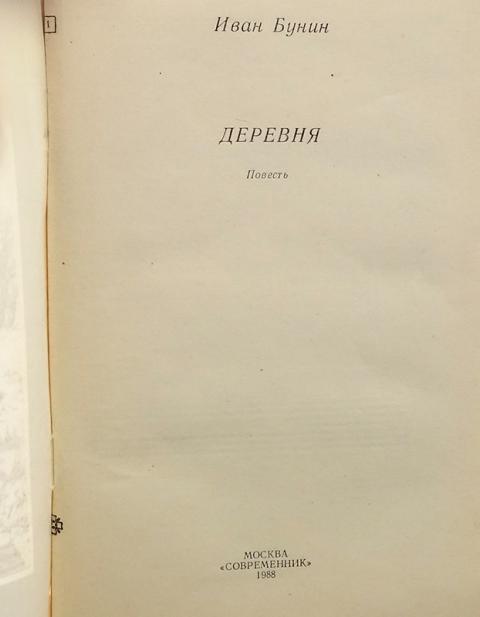 Иван Бунин
ДЕРЕВНЯ
Повесть
МОСКВА
«СОВРЕМЕННИК»
1988